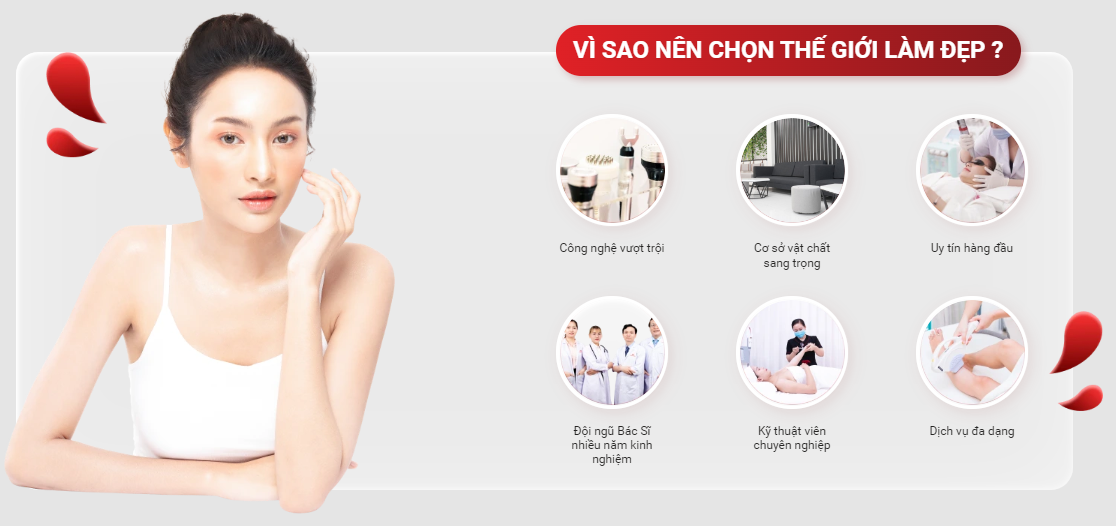 VÌ SAO NÊN CHỌN THẾ GIỚI LÀM ĐẸP ?
Công nghệ vượt trội
Cơ sở vật chất
sang trọng
Uy tín hàng đầu
Đội ngũ Bác Sĩ
nhiều năm kinh
nghiệm
Kỹ thuật viên
chuyên nghiệp
Dịch vụ đa dạng